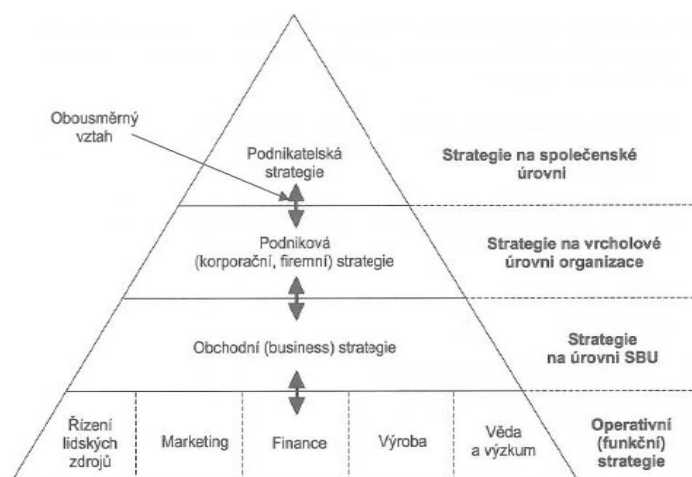 Obousměrný
vztah
Podnikatelská
strategie
Strategie na společenské
úrovni
Podniková
(korporační, firemní) strategie
Strategie na vrcholové
úrovni organizace
Obchodní (business) strategie
Strategie
na úrovni SBU
Řízení
lidských
zdrojů
Marketing
Finance
Výroba
Věda
a výzkum
Operativní
(funkční)
strategie